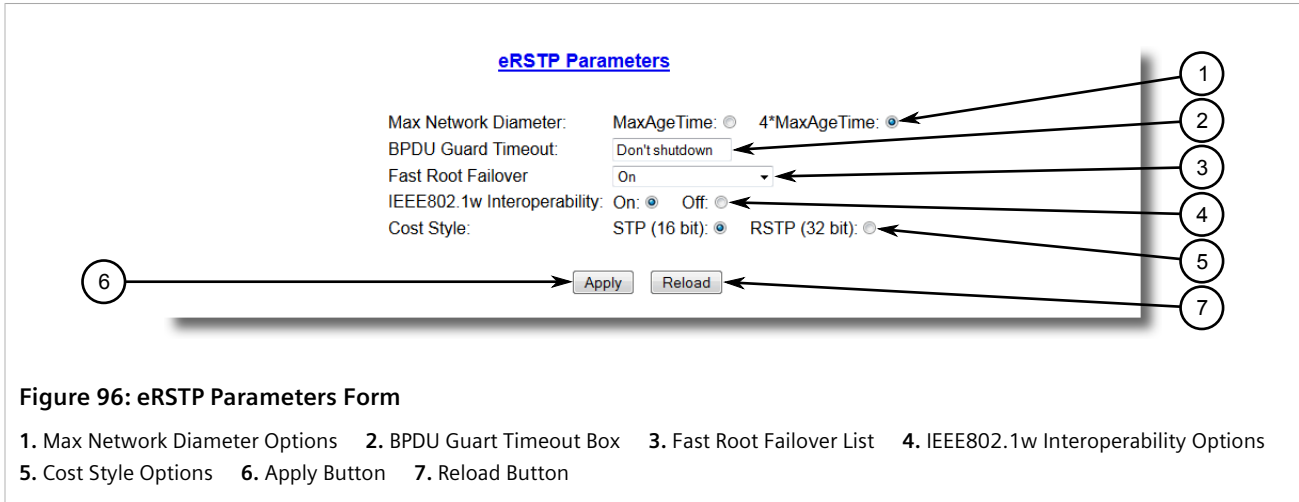 eRSTP Parameters
1
Max Network Diameter: MaxAgeTime: 4*MaxAgeTime:
2
BPDU Guard Timeout: Don't shutdown
3
Fast Root Failover On
IEEE802.1w Interoperability: On: Off:
4
Cost Style: STP (16 bit): RSTP (32 bit):
5
6 Apply Reload
7
Figure 96: eRSTP Parameters Form
1. Max Network Diameter Options 2. BPDU Guart Timeout Box 3. Fast Root Failover List 4. IEEE802.1w Interoperability Options
5. Cost Style Options 6. Apply Button 7. Reload Button